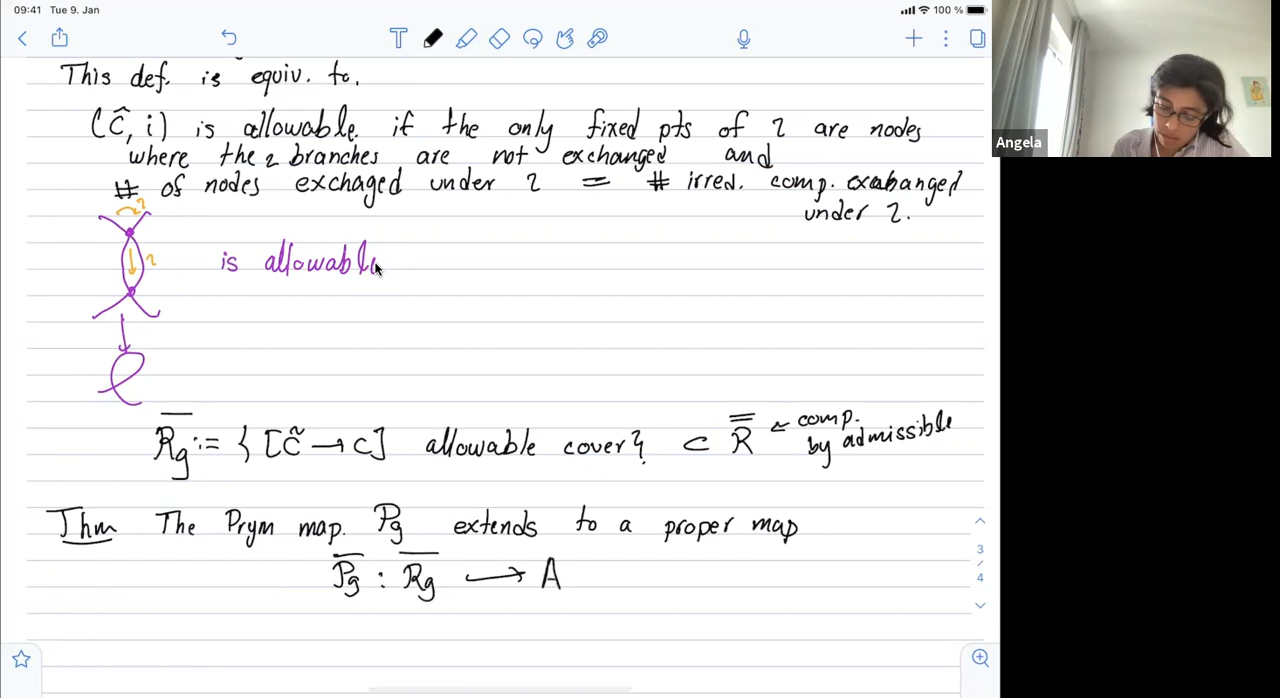 09:41 Tue 9. Jan
100 %
This def. is equiv. to.
(Ĉ, i) is allowable. if the only fixed pts of ɿ are nodes
where the 2 branches are not exchanged and
# of nodes exchaged under ɿ = # irred. comp. exchanged
under ɿ.
ɿ
ɿ
is allowable
R̅g := { [C̃ → C] allowable cover} ⊂ R̿ ← comp.
by admissible
Thm The Prym map. Pg extends to a proper map
P̅g : R̅g → A
3
/
4
Angela